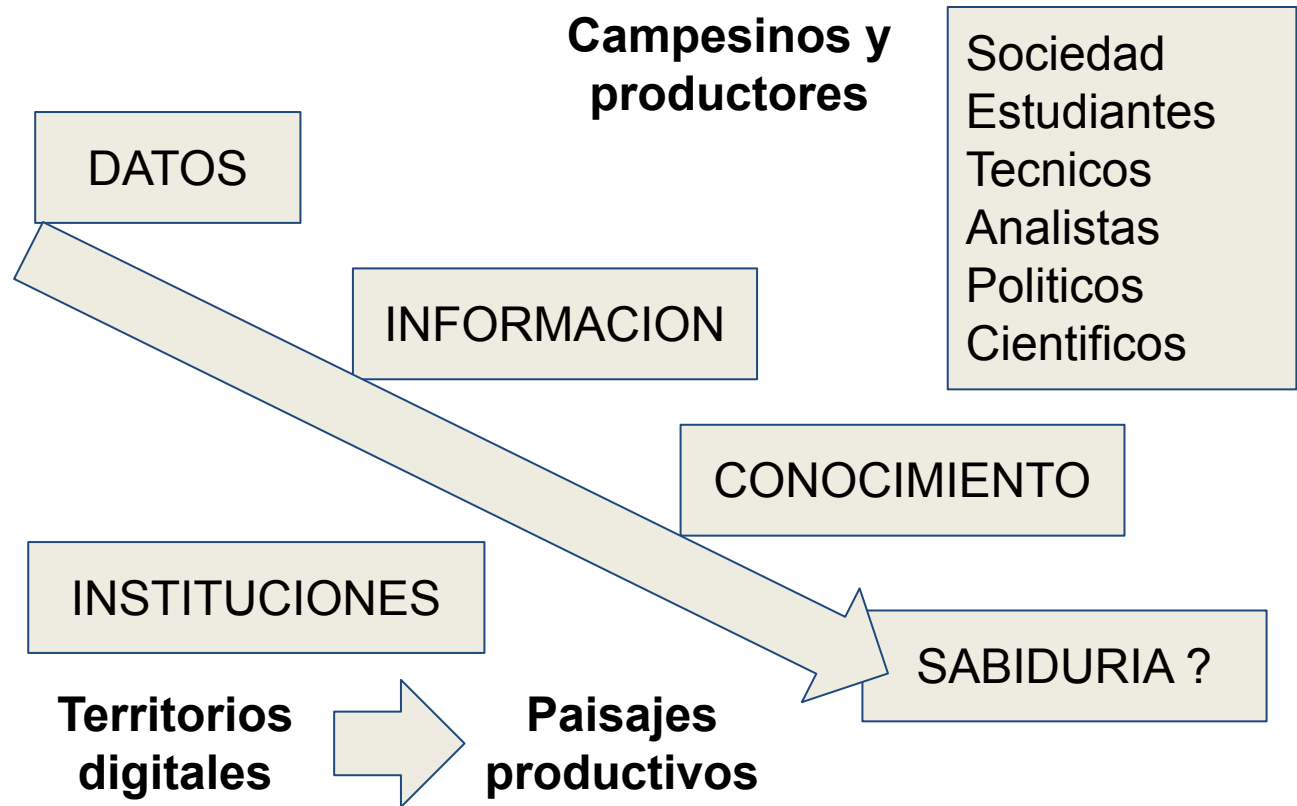 Campesinos y
productores
Sociedad
Estudiantes
Tecnicos
Analistas
Politicos
Cientificos
DATOS
INFORMACION
CONOCIMIENTO
INSTITUCIONES
SABIDURIA ?
Territorios
digitales
Paisajes
productivos